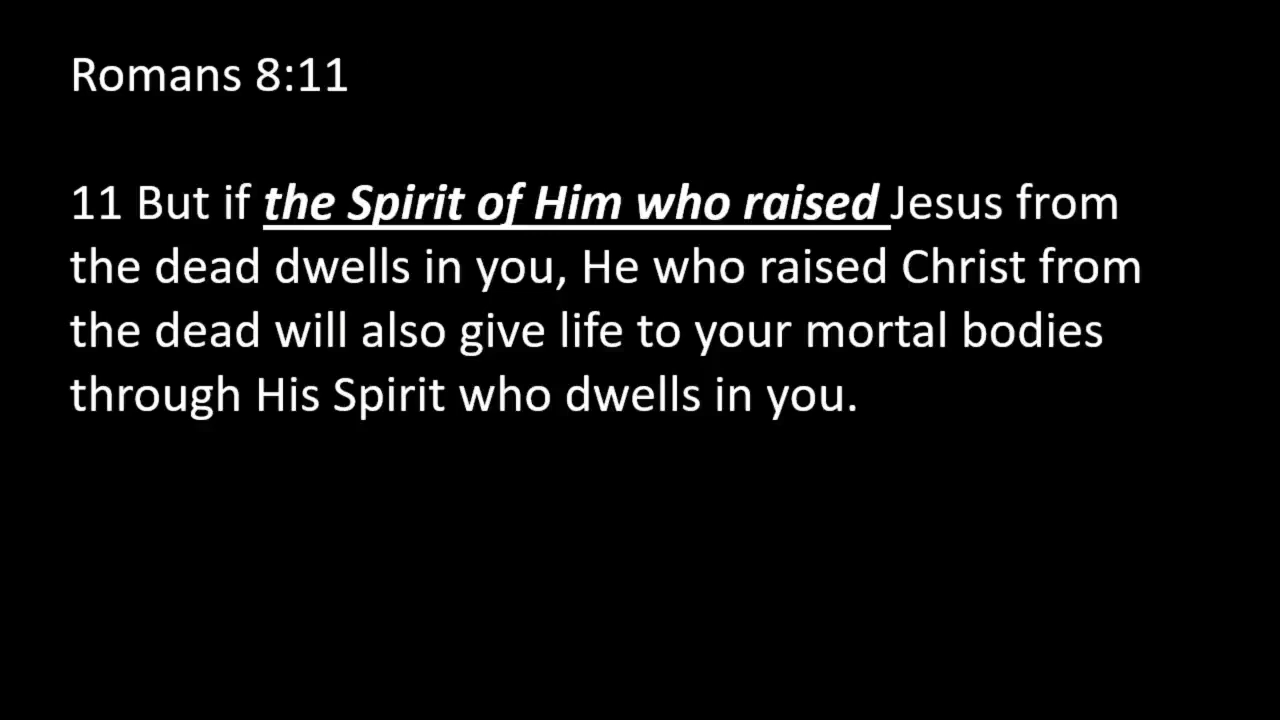 Romans 8:11
11 But if the Spirit of Him who raised Jesus from
the dead dwells in you, He who raised Christ from
the dead will also give life to your mortal bodies
through His Spirit who dwells in you.